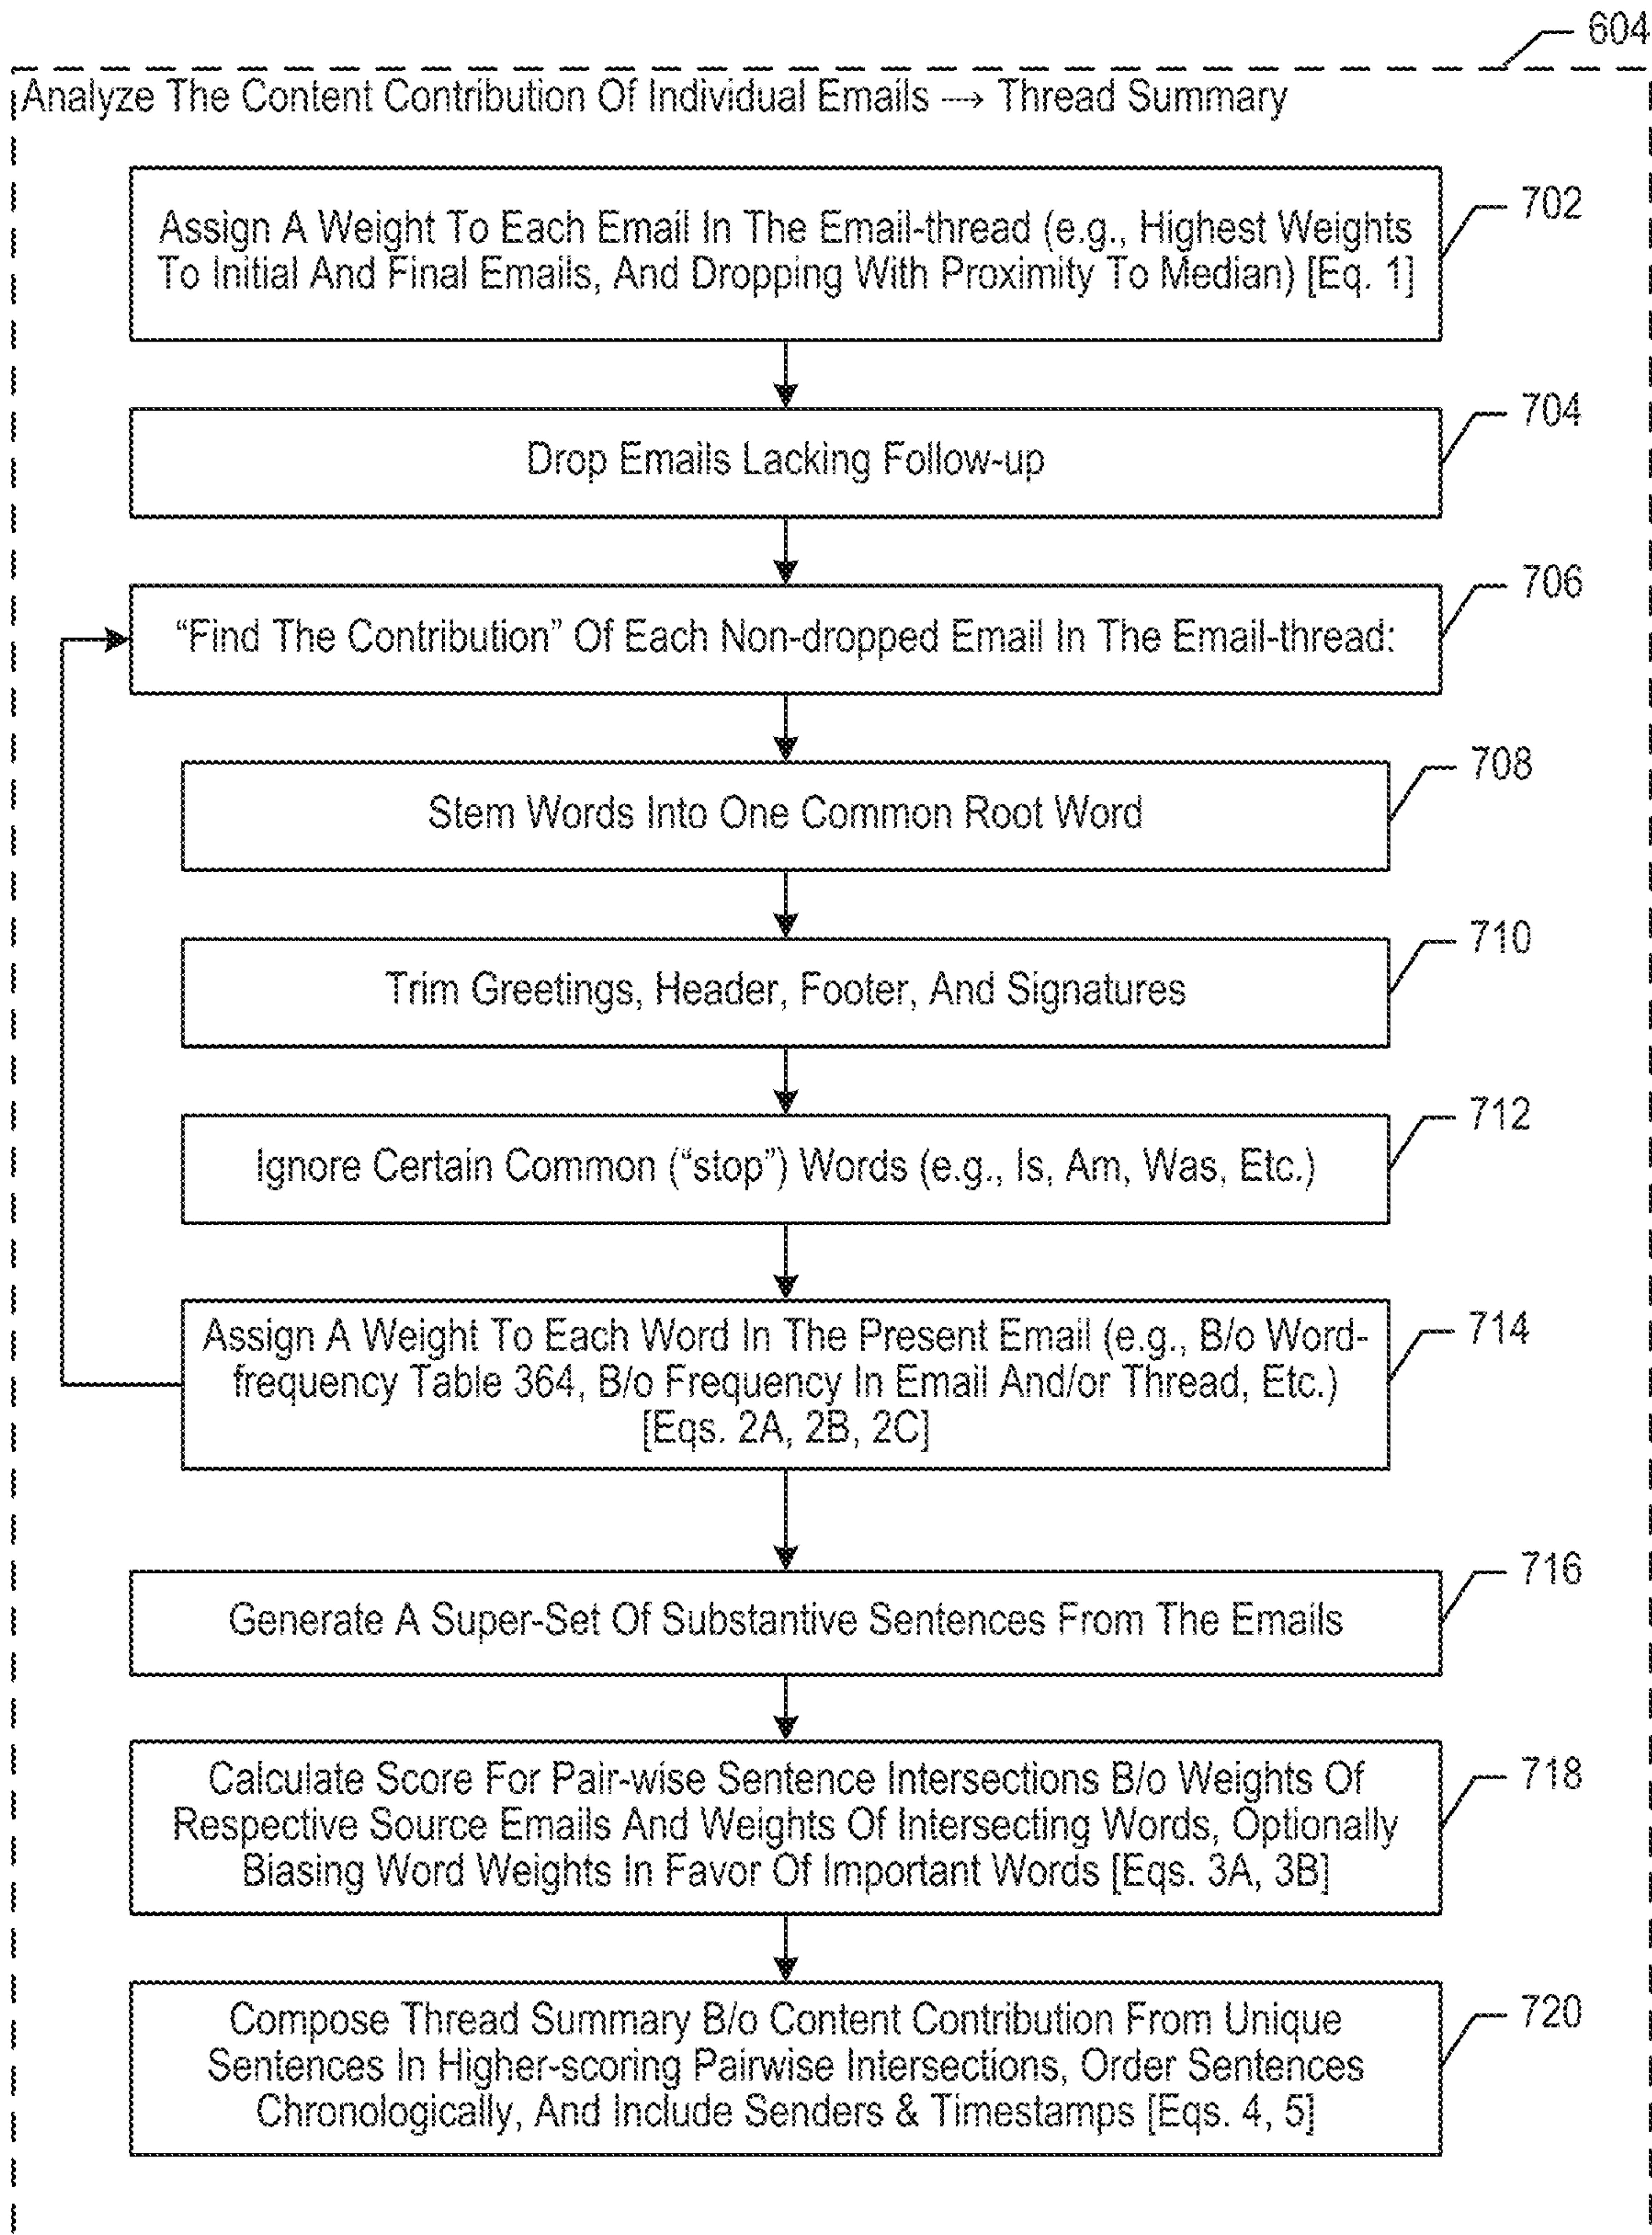 604
Analyze The Content Contribution Of Individual Emails → Thread Summary
702
Assign A Weight To Each Email In The Email-thread (e.g., Highest Weights
To Initial And Final Emails, And Dropping With Proximity To Median) [Eq. 1]
704
Drop Emails Lacking Follow-up
706
“Find The Contribution” Of Each Non-dropped Email In The Email-thread:
708
Stem Words Into One Common Root Word
710
Trim Greetings, Header, Footer, And Signatures
712
Ignore Certain Common (“stop”) Words (e.g., Is, Am, Was, Etc.)
714
Assign A Weight To Each Word In The Present Email (e.g., B/o Word-
frequency Table 364, B/o Frequency In Email And/or Thread, Etc.)
[Eqs. 2A, 2B, 2C]
716
Generate A Super-Set Of Substantive Sentences From The Emails
718
Calculate Score For Pair-wise Sentence Intersections B/o Weights Of
Respective Source Emails And Weights Of Intersecting Words, Optionally
Biasing Word Weights In Favor Of Important Words [Eqs. 3A, 3B]
720
Compose Thread Summary B/o Content Contribution From Unique
Sentences In Higher-scoring Pairwise Intersections, Order Sentences
Chronologically, And Include Senders & Timestamps [Eqs. 4, 5]